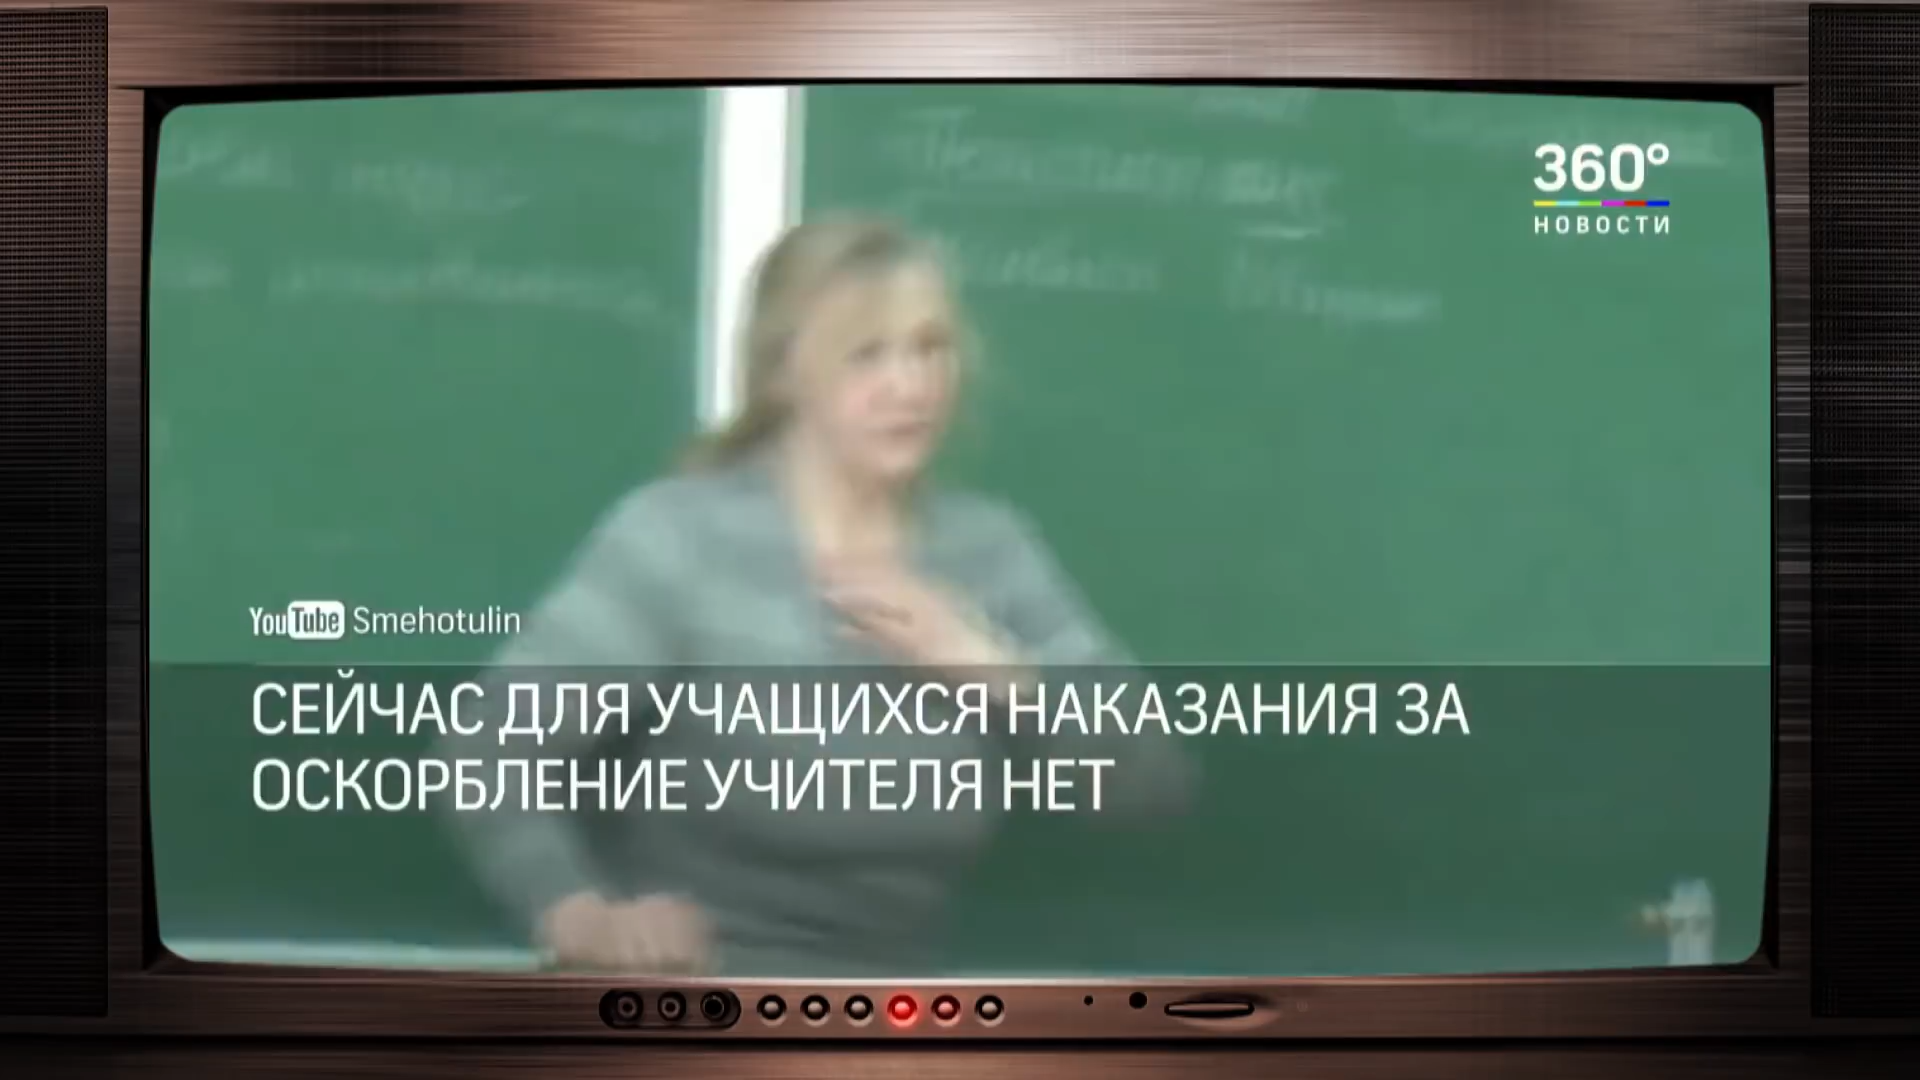 360°
НОВОСТИ
YouTube Smehotulin
СЕЙЧАС ДЛЯ УЧАЩИХСЯ НАКАЗАНИЯ ЗА
ОСКОРБЛЕНИЕ УЧИТЕЛЯ НЕТ